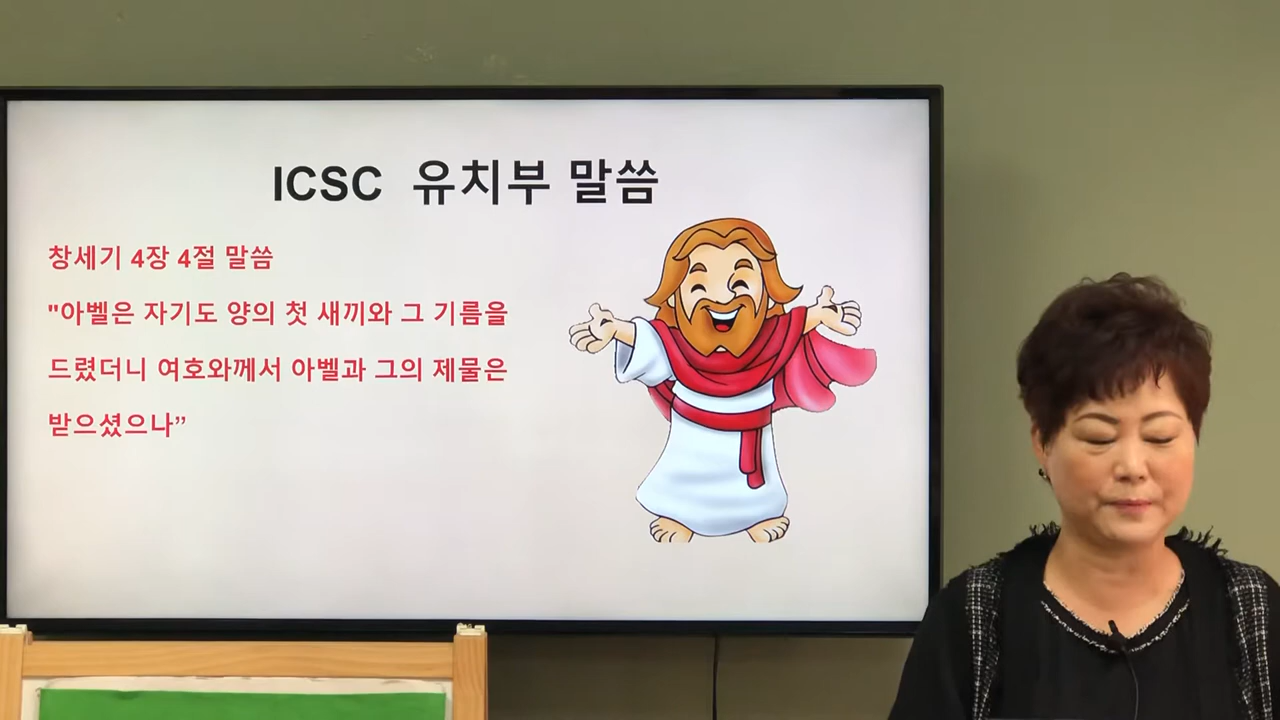 ICSC 유치부 말씀
창세기 4장 4절 말씀
"아벨은 자기도 양의 첫 새끼와 그 기름을
드렸더니 여호와께서 아벨과 그의 제물은
받으셨으나”